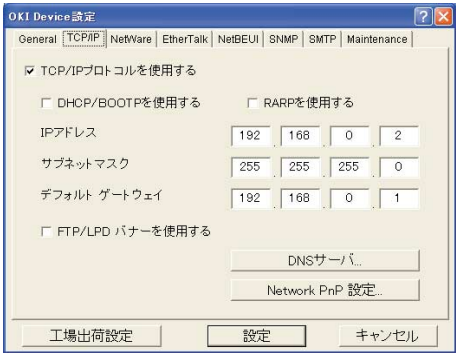 OKI Device設定
General TCP/IP NetWare EtherTalk NetBEUI SNMP SMTP Maintenance
TCP/IPプロトコルを使用する
DHCP/BOOTPを使用する RARPを使用する
IPアドレス 192 . 168 . 0 . 2
サブネットマスク 255 . 255 . 255 . 0
デフォルト ゲートウェイ 192 . 168 . 0 . 1
FTP/LPD バナーを使用する
DNSサーバ...
Network PnP 設定...
工場出荷設定 設定 キャンセル